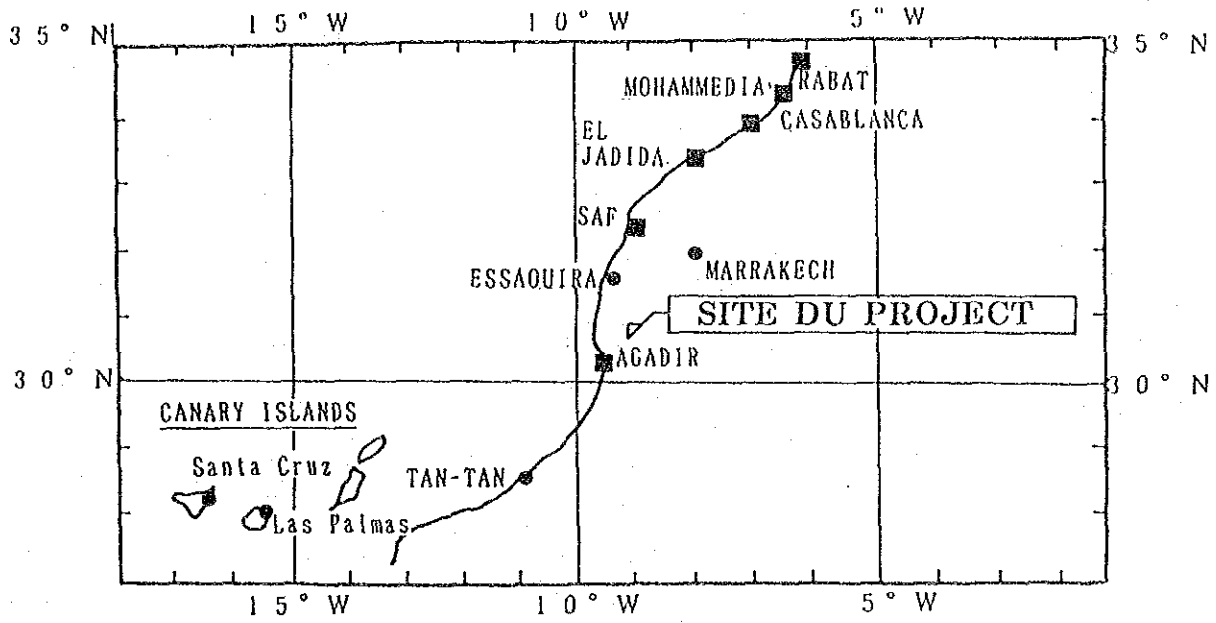 15°W 10°W 5°W
35°N 35°N
MOHAMMEDIA RABAT
CASABLANCA
EL
JADIDA
SAF
MARRAKECH
ESSAOUIRA
SITE DU PROJECT
AGADIR
30°N 30°N
CANARY ISLANDS
Santa Cruz
TAN-TAN
Las Palmas
15°W 10°W 5°W